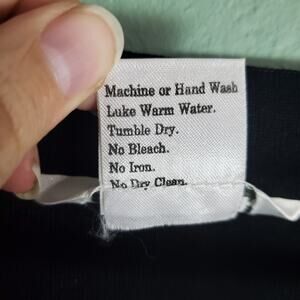 Machine or Hand Wash
Luke Warm Water.
Tumble Dry.
No Bleach.
No Iron.
No Dry Clean.